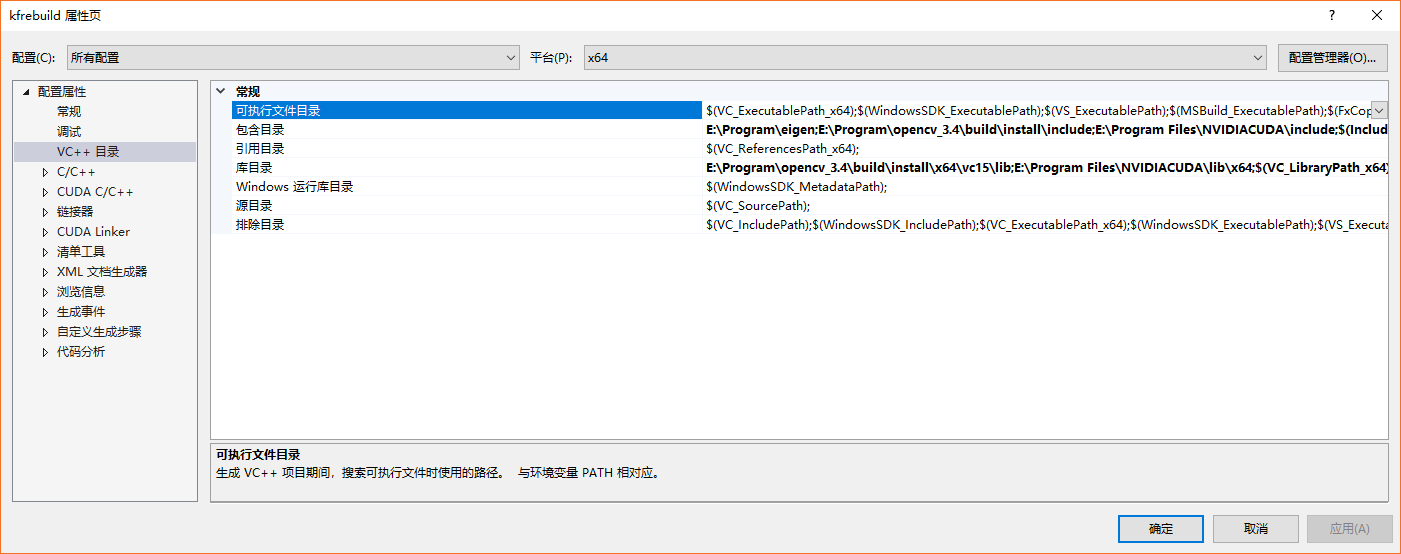 kfrebuild 属性页
配置(C): 所有配置 平台(P): x64 配置管理器(O)...
配置属性
常规
调试
VC++ 目录
C/C++
CUDA C/C++
链接器
CUDA Linker
清单工具
XML 文档生成器
浏览信息
生成事件
自定义生成步骤
代码分析
常规
可执行文件目录 $(VC_ExecutablePath_x64);$(WindowsSDK_ExecutablePath);$(VS_ExecutablePath);$(MSBuild_ExecutablePath);$(FxCop
包含目录 E:\Program\eigen;E:\Program\opencv_3.4\build\install\include;E:\Program Files\NVIDIACUDA\include;$(Includ
引用目录 $(VC_ReferencesPath_x64);
库目录 E:\Program\opencv_3.4\build\install\x64\vc15\lib;E:\Program Files\NVIDIACUDA\lib\x64;$(VC_LibraryPath_x64)
Windows 运行库目录 $(WindowsSDK_MetadataPath);
源目录 $(VC_SourcePath);
排除目录 $(VC_IncludePath);$(WindowsSDK_IncludePath);$(VC_ExecutablePath_x64);$(WindowsSDK_ExecutablePath);$(VS_Executa
可执行文件目录
生成 VC++ 项目期间，搜索可执行文件时使用的路径。 与环境变量 PATH 相对应。
确定 取消 应用(A)